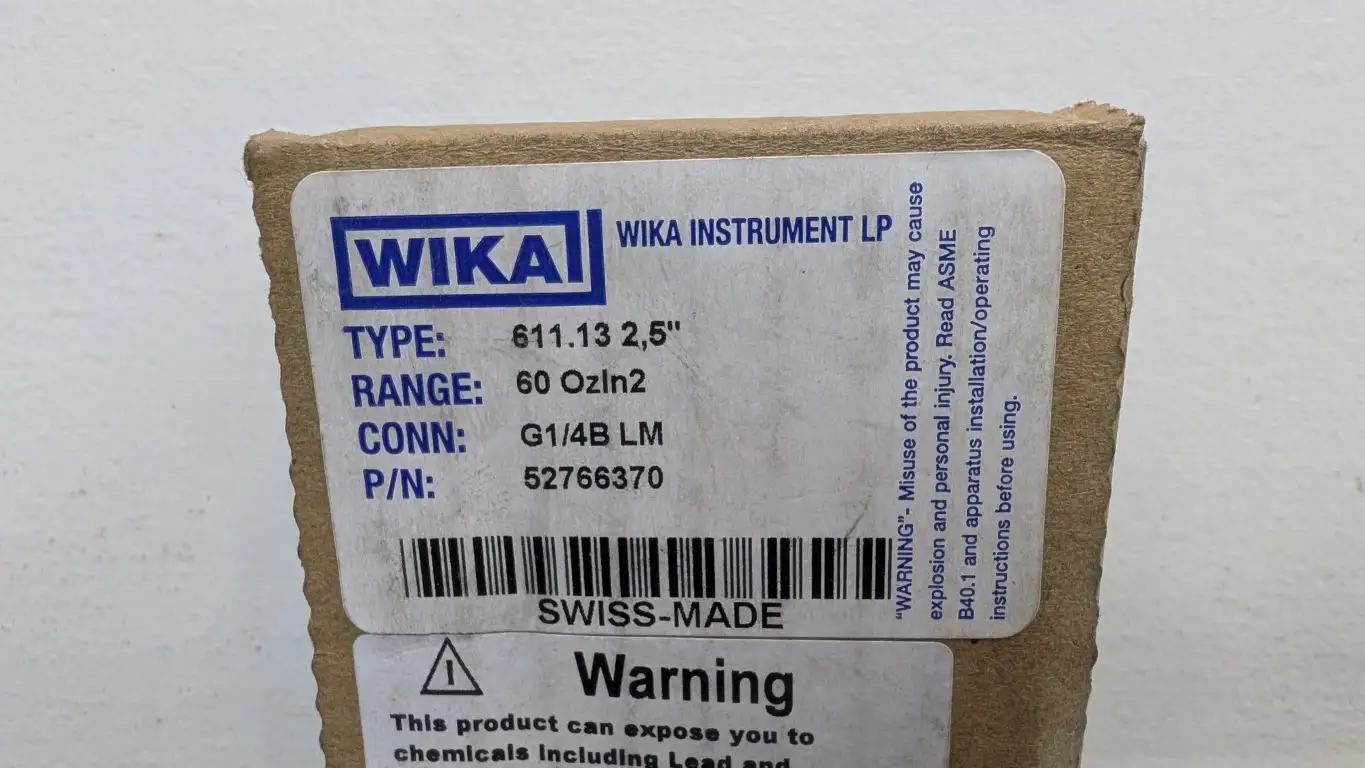 WIKA
WIKA INSTRUMENT LP
TYPE: 611.13 2,5"
RANGE: 60 OzIn2
CONN: G1/4B LM
P/N: 52766370
SWISS-MADE
"WARNING"- Misuse of the product may cause
explosion and personal injury. Read ASME
B40.1 and apparatus installation/operating
instructions before using.
Warning
This product can expose you to
chemicals including Lead and